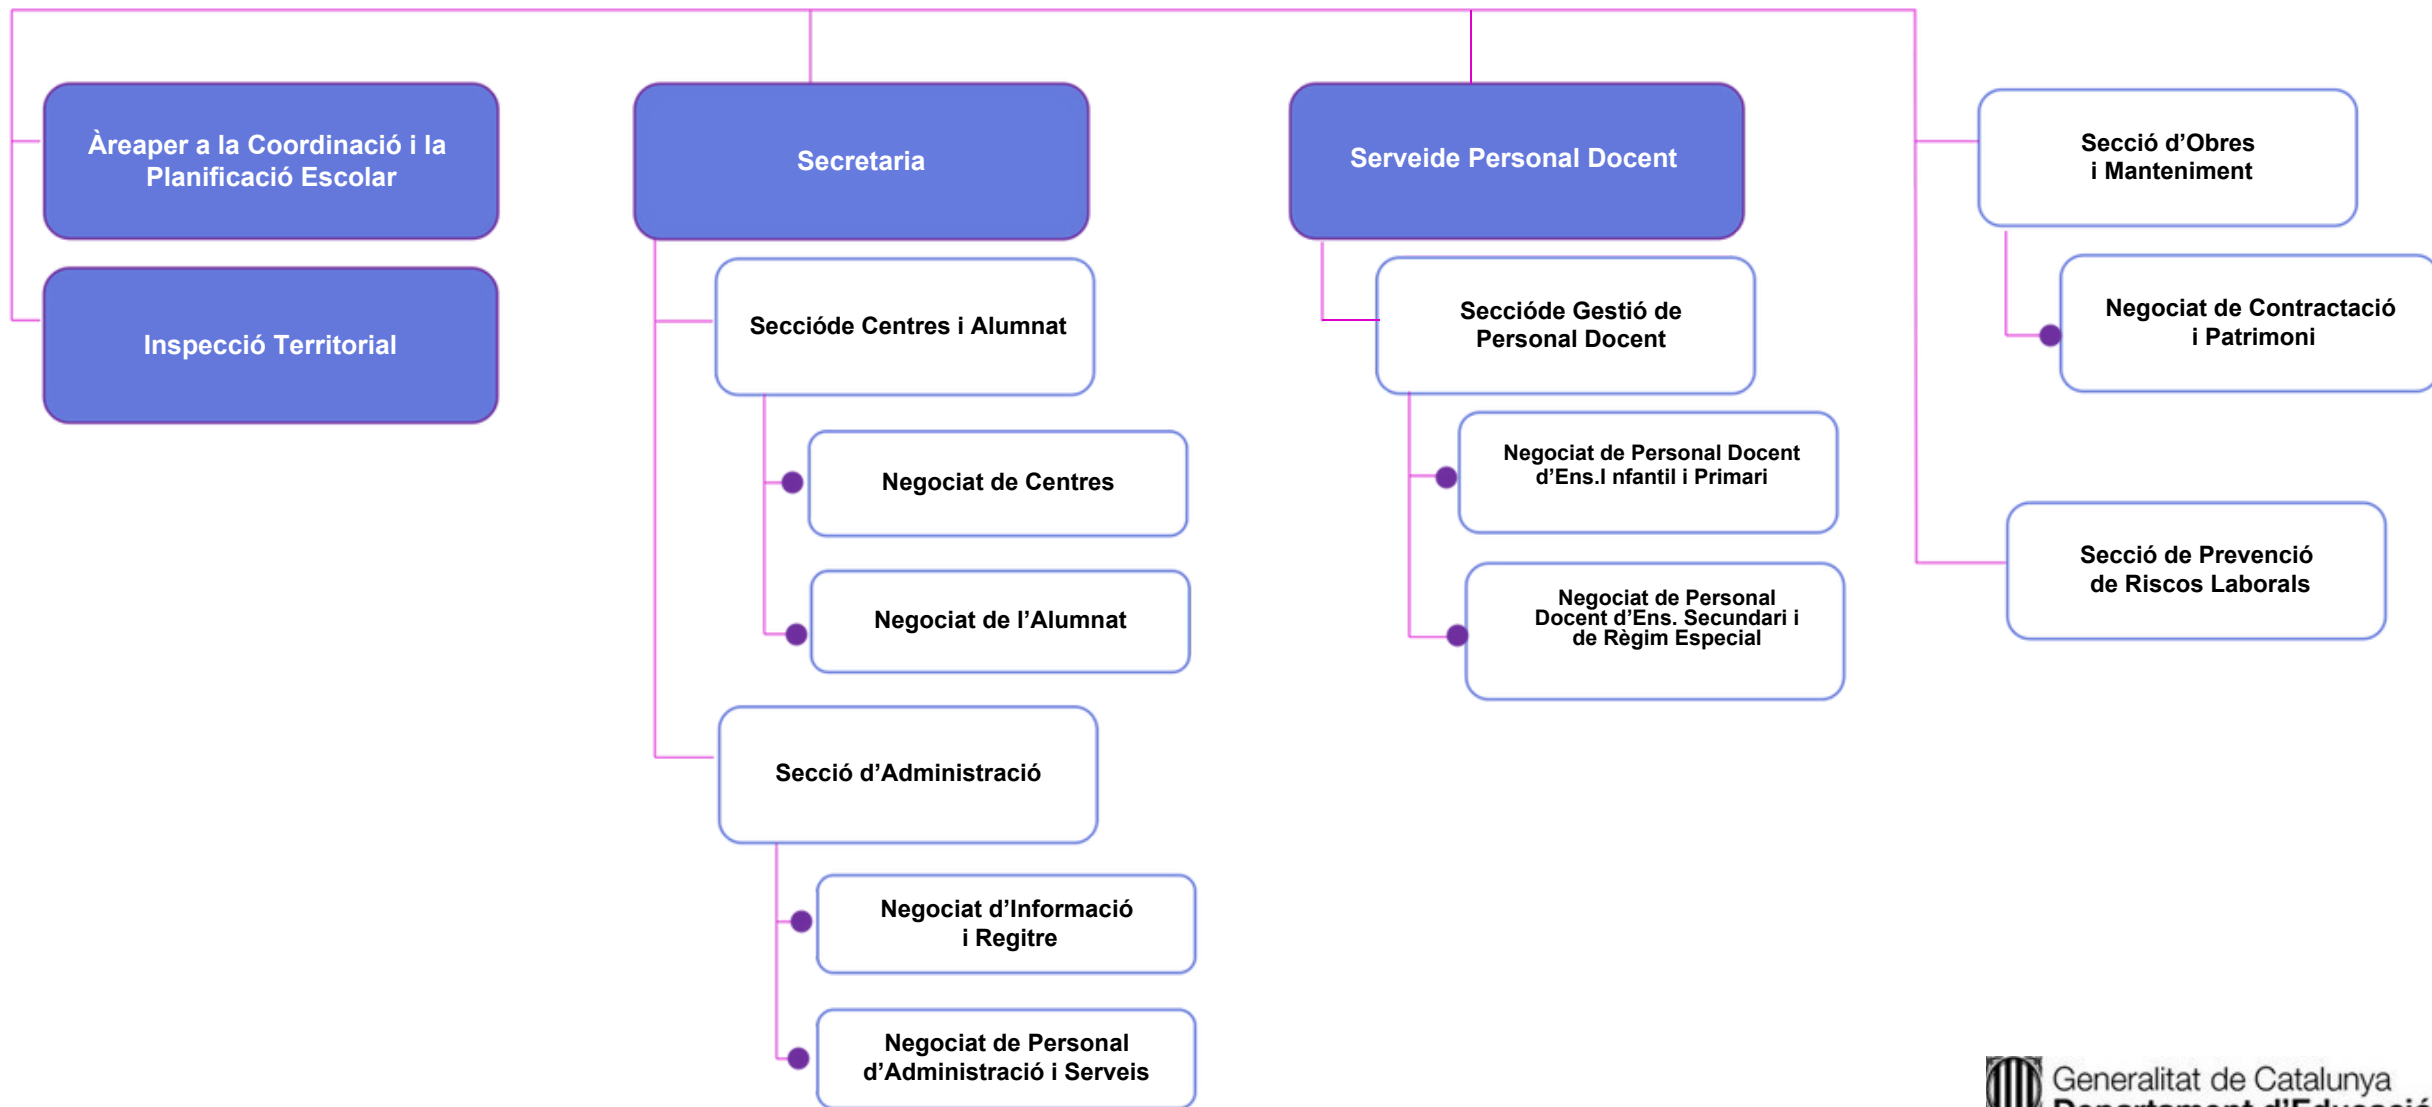 Àreaper a la Coordinació i la
Planificació Escolar
Inspecció Territorial
Secretaria
Seccióde Centres i Alumnat
Negociat de Centres
Negociat de l’Alumnat
Secció d’Administració
Negociat d’Informació
i Regitre
Negociat de Personal
d’Administració i Serveis
Serveide Personal Docent
Seccióde Gestió de
Personal Docent
Negociat de Personal Docent
d’Ens.I nfantil i Primari
Negociat de Personal
Docent d’Ens. Secundari i
de Règim Especial
Secció d’Obres
i Manteniment
Negociat de Contractació
i Patrimoni
Secció de Prevenció
de Riscos Laborals
Generalitat de Catalunya
Departament d’Educació